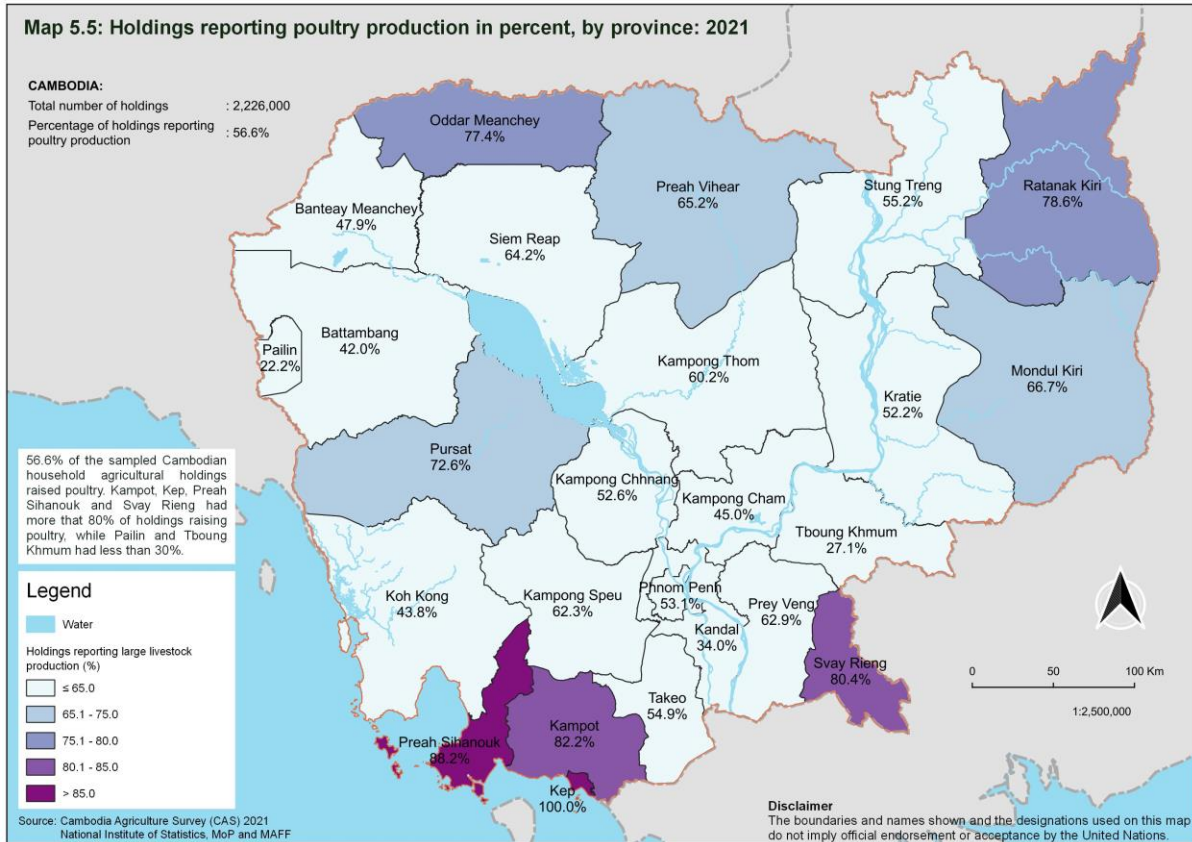 Map 5.5: Holdings reporting poultry production in percent, by province: 2021
CAMBODIA:
Total number of holdings : 2,226,000
Percentage of holdings reporting
poultry production : 56.6%
Oddar Meanchey
77.4%
Preah Vihear
65.2%
Stung Treng
55.2%
Ratanak Kiri
78.6%
Banteay Meanchey
47.9%
Siem Reap
64.2%
Battambang
42.0%
Pailin
22.2%
Kampong Thom
60.2%
Kratie
52.2%
Mondul Kiri
66.7%
Pursat
72.6%
Kampong Chhnang
52.6%
Kampong Cham
45.0%
Tboung Khmum
27.1%
Koh Kong
43.8%
Kampong Speu
62.3%
Phnom Penh
53.1%
Prey Veng
62.9%
Kandal
34.0%
Svay Rieng
80.4%
Takeo
54.9%
Kampot
82.2%
Preah Sihanouk
88.2%
Kep
100.0%
56.6% of the sampled Cambodian
household agricultural holdings
raised poultry. Kampot, Kep, Preah
Sihanouk and Svay Rieng had
more that 80% of holdings raising
poultry, while Pailin and Tboung
Khmum had less than 30%.
Legend
Water
Holdings reporting large livestock
production (%)
≤ 65.0
65.1 - 75.0
75.1 - 80.0
80.1 - 85.0
> 85.0
Source: Cambodia Agriculture Survey (CAS) 2021
National Institute of Statistics, MoP and MAFF
0 50 100 Km
1:2,500,000
Disclaimer
The boundaries and names shown and the designations used on this map
do not imply official endorsement or acceptance by the United Nations.